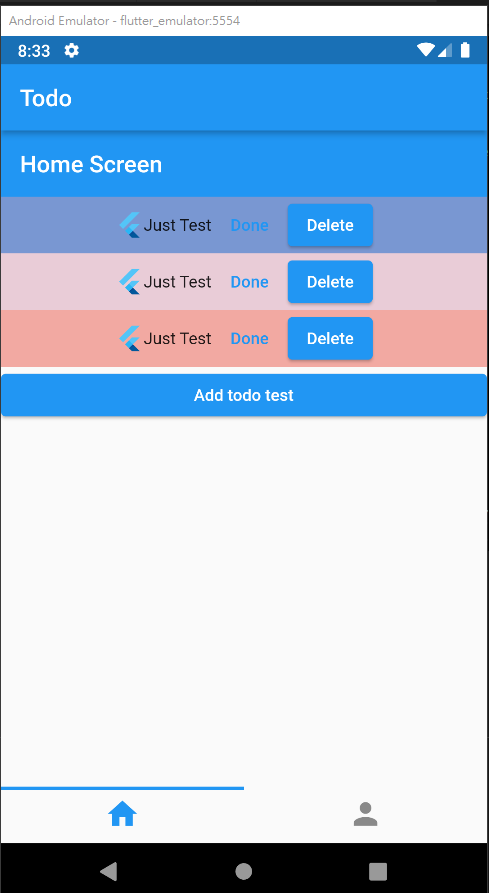 Android Emulator - flutter_emulator:5554
8:33
Todo
Home Screen
Just Test Done Delete
Just Test Done Delete
Just Test Done Delete
Add todo test